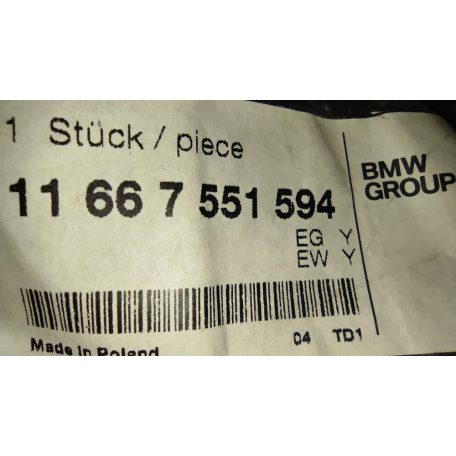 1 Stück / piece
11 66 7 551 594
BMW
GROUP
EG Y
EW Y
04 TD1
Made in Poland